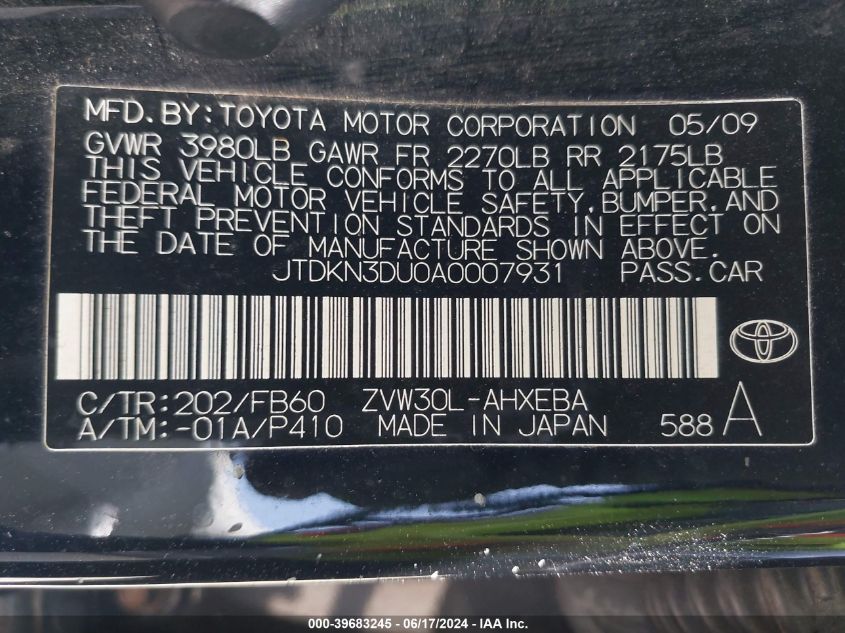 MFD.BY:TOYOTA MOTOR CORPORATION 05/09
GVWR 3980LB GAWR FR 2270LB RR 2175LB
THIS VEHICLE CONFORMS TO ALL APPLICABLE
FEDERAL MOTOR VEHICLE SAFETY,BUMPER,AND
THEFT PREVENTION STANDARDS IN EFFECT ON
THE DATE OF MANUFACTURE SHOWN ABOVE.
JTDKN3DU0A0007931 PASS.CAR
C/TR:202/FB60 ZVW30L-AHXEBA
A/TM:-01A/P410 MADE IN JAPAN 588 A
000-39683245 - 06/17/2024 - IAA Inc.